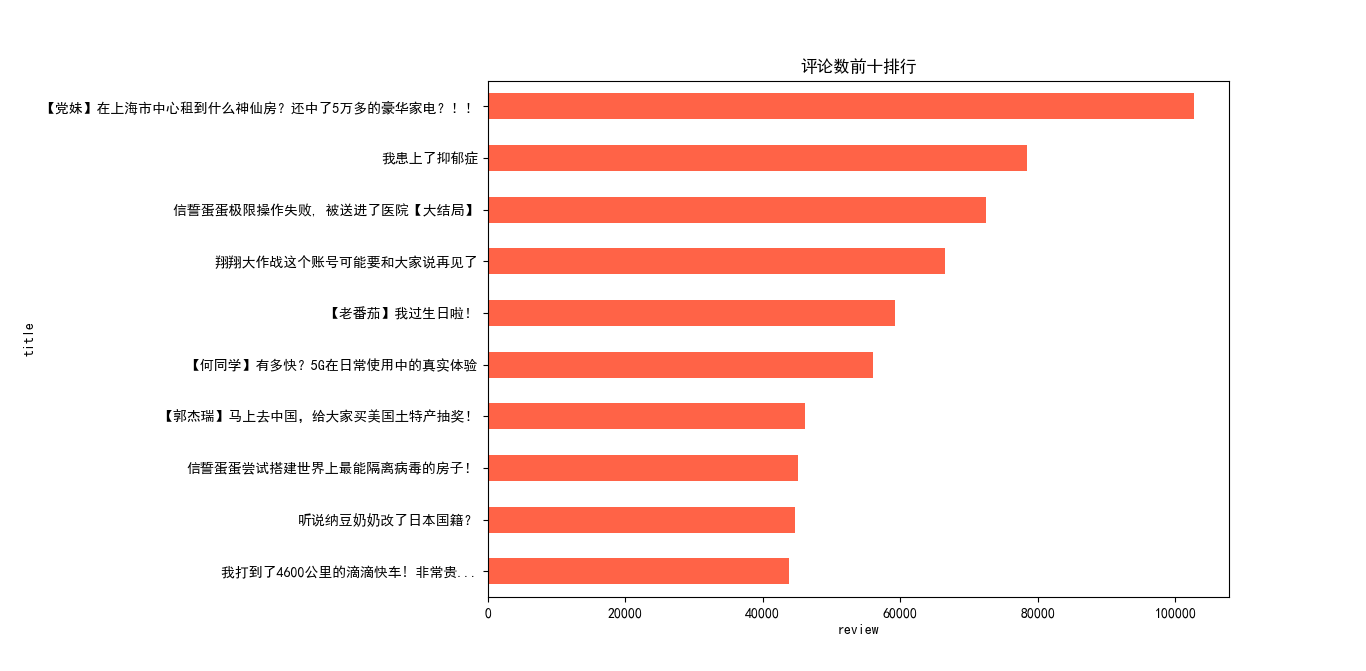 评论数前十排行
【党妹】在上海市中心租到什么神仙房？还中了5万多的豪华家电？！！
我患上了抑郁症
信誓蛋蛋极限操作失败, 被送进了医院【大结局】
翔翔大作战这个账号可能要和大家说再见了
【老番茄】我过生日啦！
【何同学】有多快？5G在日常使用中的真实体验
【郭杰瑞】马上去中国，给大家买美国土特产抽奖！
信誓蛋蛋尝试搭建世界上最能隔离病毒的房子！
听说纳豆奶奶改了日本国籍？
我打到了4600公里的滴滴快车！非常贵...
title
0 20000 40000 60000 80000 100000
review